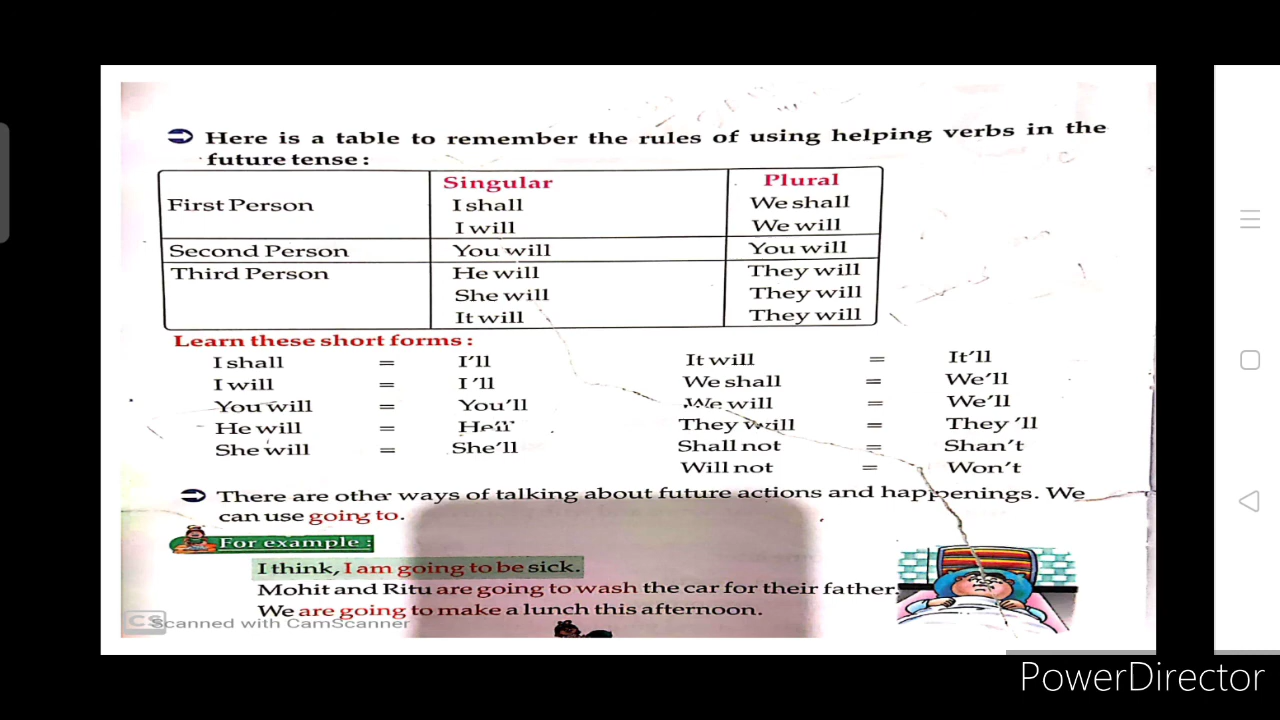 Here is a table to remember the rules of using helping verbs in the
future tense :
Singular Plural
First Person I shall We shall
I will We will
Second Person You will You will
Third Person He will They will
She will They will
It will They will
Learn these short forms :
I shall = I'll It will = It'll
I will = I 'll We shall = We'll
You will = You'll We will = We'll
He will = They will = They 'll
She will = She'll Shall not = Shan't
Will not = Won't
There are other ways of talking about future actions and happenings. We
can use going to.
For example :
I think, I am going to be sick.
Mohit and Ritu are going to wash the car for their father.
We are going to make a lunch this afternoon.
CS Scanned with CamScanner
PowerDirector